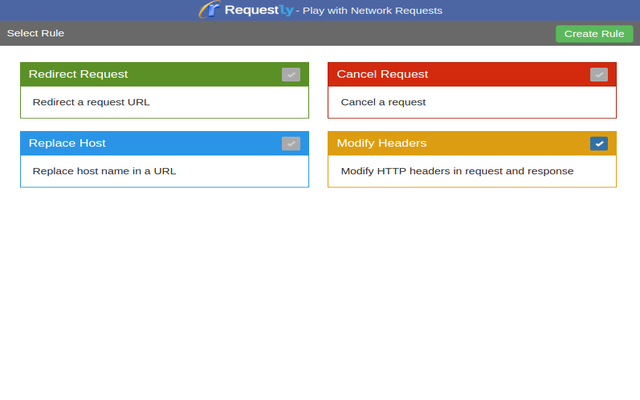 Requestly - Play with Network Requests
Select Rule
Create Rule
Redirect Request
Redirect a request URL
Cancel Request
Cancel a request
Replace Host
Replace host name in a URL
Modify Headers
Modify HTTP headers in request and response